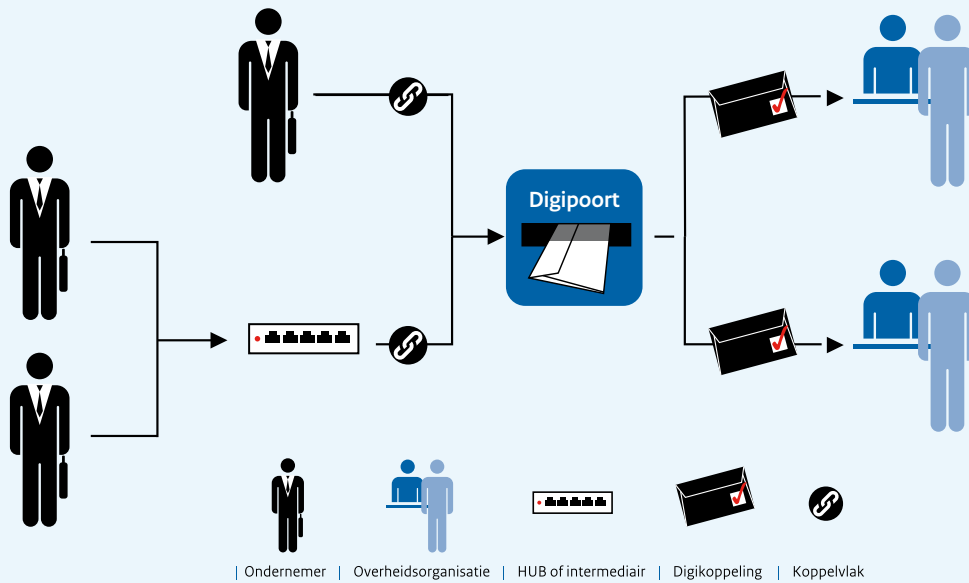 Digipoort
Ondernemer | Overheidsorganisatie | HUB of intermediair | Digikoppeling | Koppelvlak